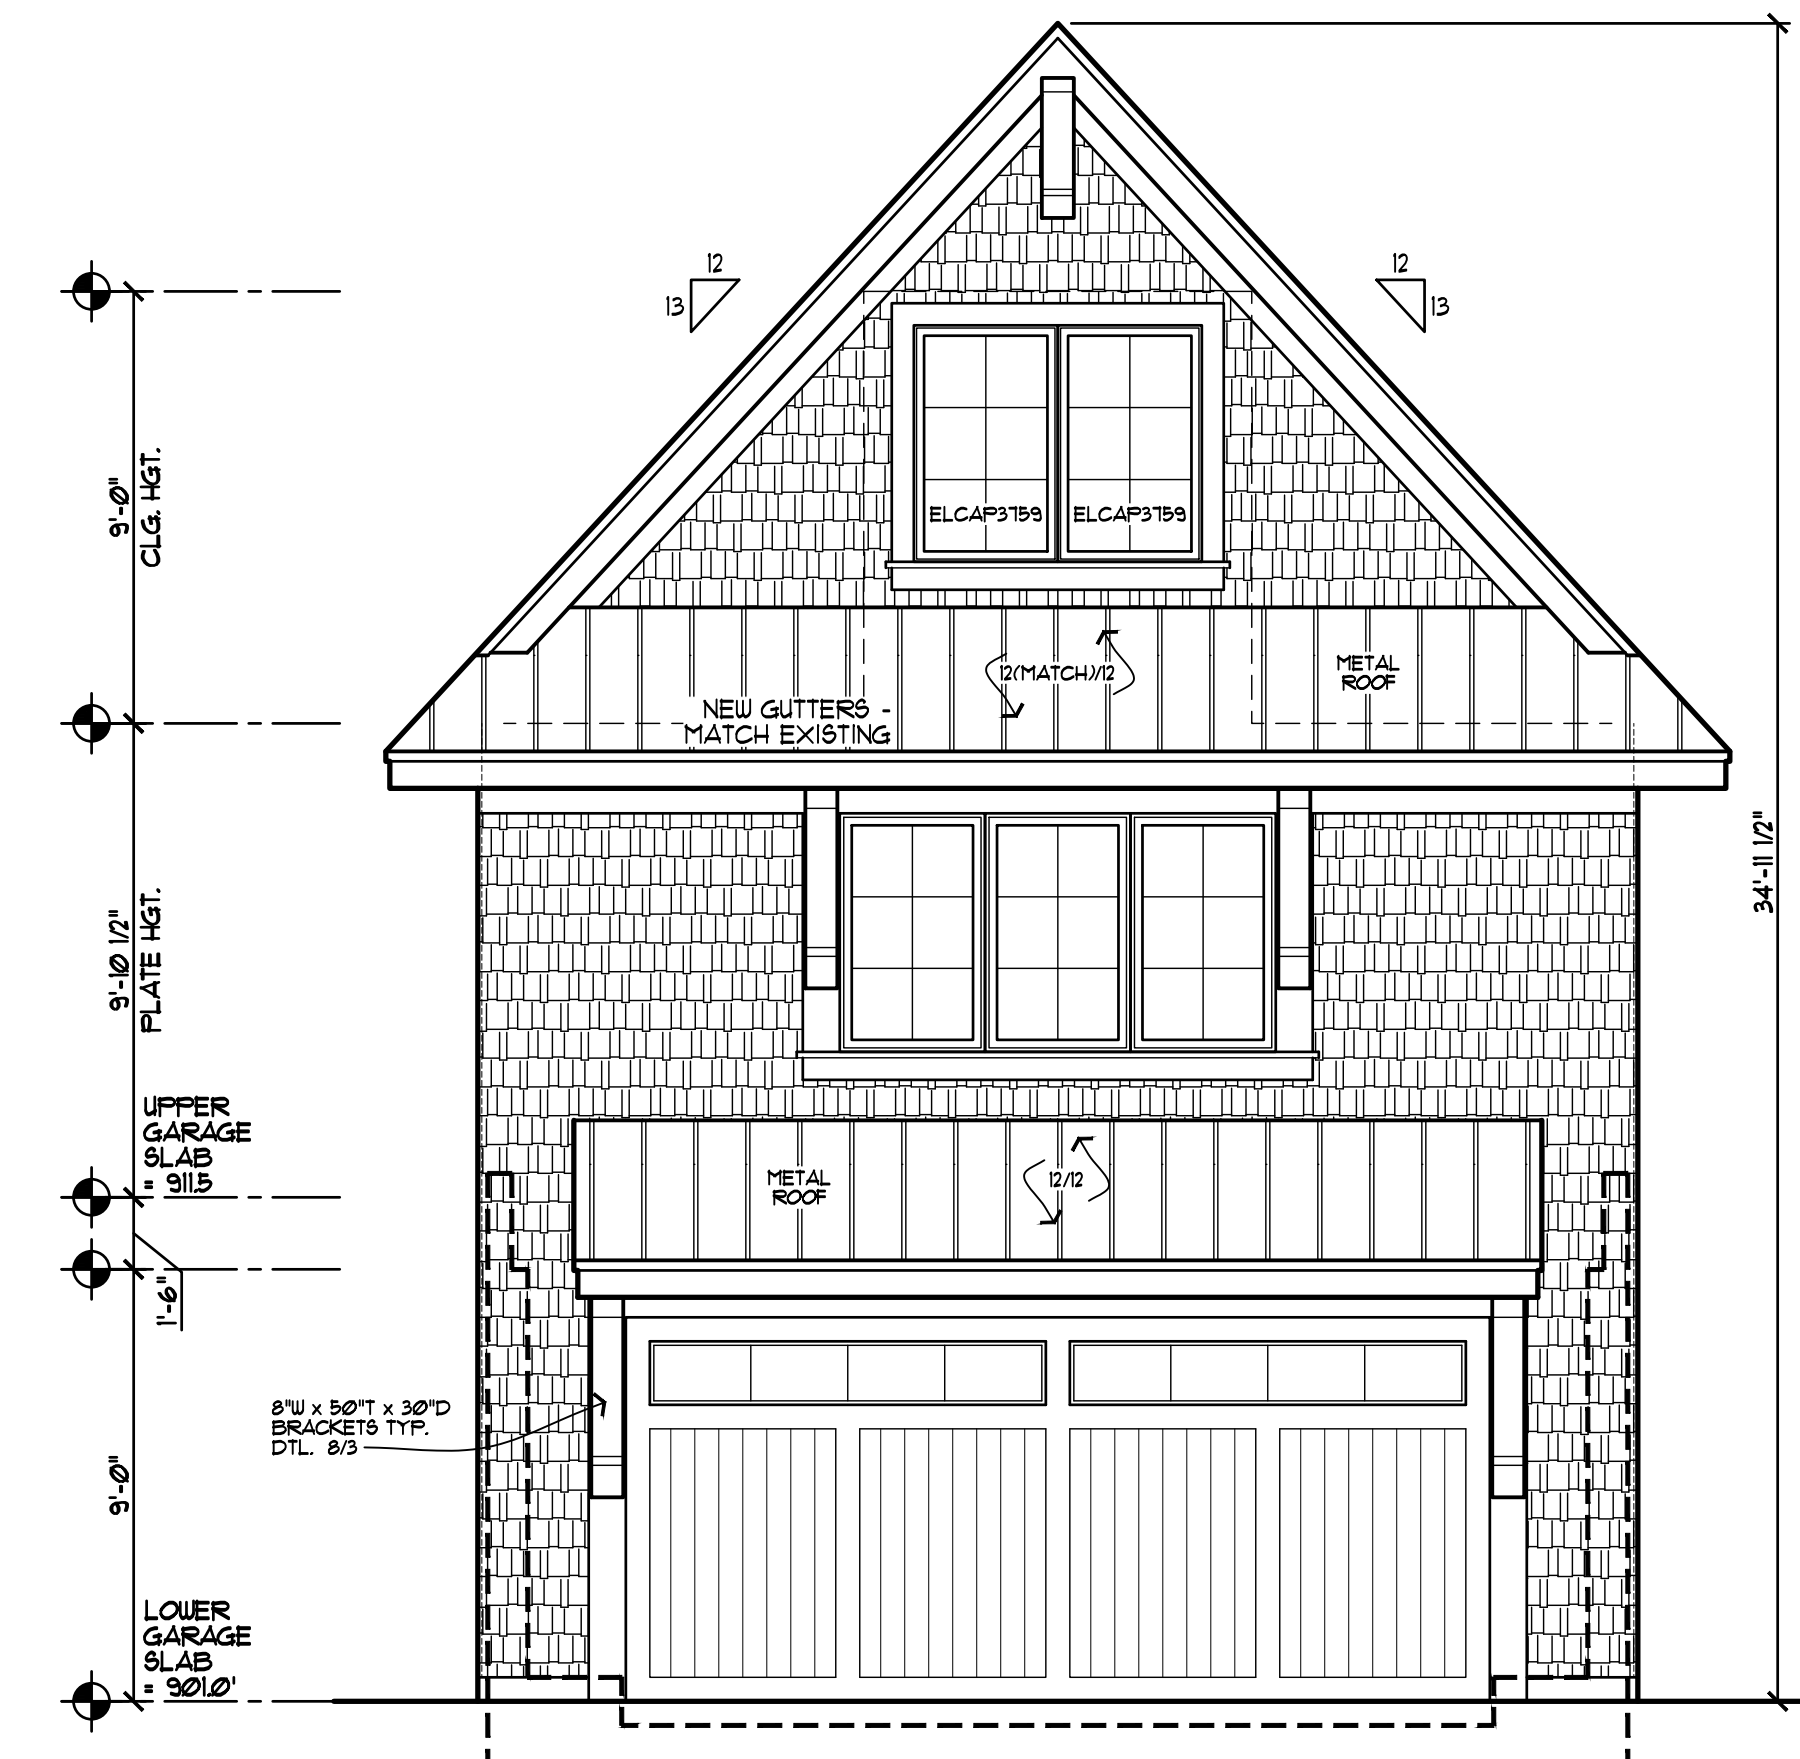 12
13
12
13
9'-0"
CLG. HGT.
ELCAP3759
ELCAP3759
12(MATCH)/12
METAL
ROOF
NEW GUTTERS -
MATCH EXISTING
34'-11 1/2"
9'-10 1/2"
PLATE HGT.
UPPER
GARAGE
SLAB
= 911.5
METAL
ROOF
12/12
1'-6"
8"W x 50"T x 30"D
BRACKETS TYP.
DTL. 8/3
9'-0"
LOWER
GARAGE
SLAB
= 901.0'